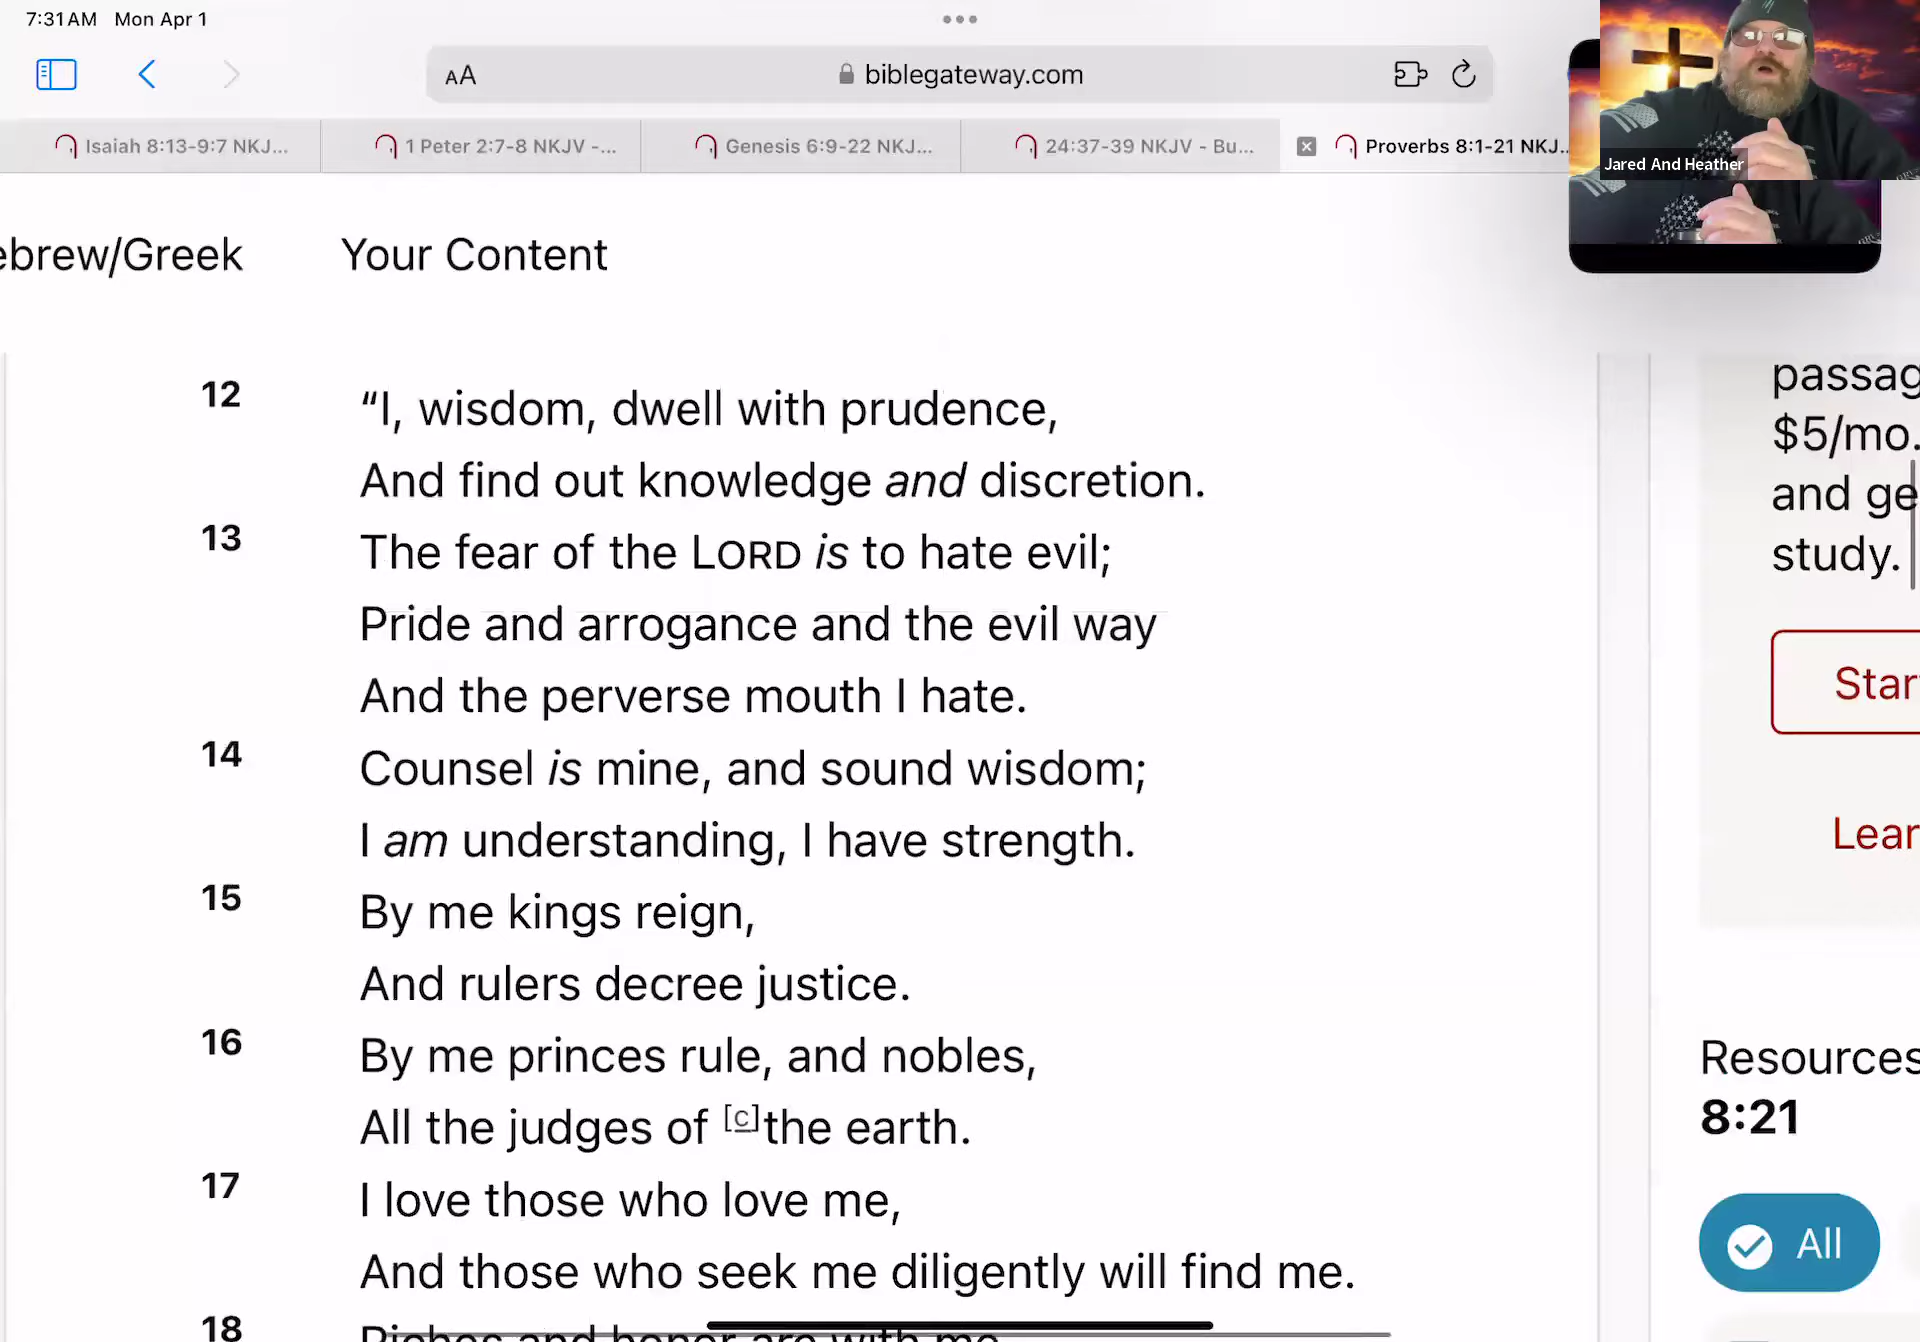 7:31 AM Mon Apr 1
AA
biblegateway.com
Isaiah 8:13-9:7 NKJ...
1 Peter 2:7-8 NKJV -...
Genesis 6:9-22 NKJ...
24:37-39 NKJV - Bu...
Proverbs 8:1-21 NKJ..
Jared And Heather
ebrew/Greek
Your Content
12 “I, wisdom, dwell with prudence,
And find out knowledge and discretion.
13 The fear of the LORD is to hate evil;
Pride and arrogance and the evil way
And the perverse mouth I hate.
14 Counsel is mine, and sound wisdom;
I am understanding, I have strength.
15 By me kings reign,
And rulers decree justice.
16 By me princes rule, and nobles,
All the judges of [c]the earth.
17 I love those who love me,
And those who seek me diligently will find me.
18 Riches and honor are with me
passag
$5/mo.
and ge
study.
Star
Lear
Resources
8:21
All